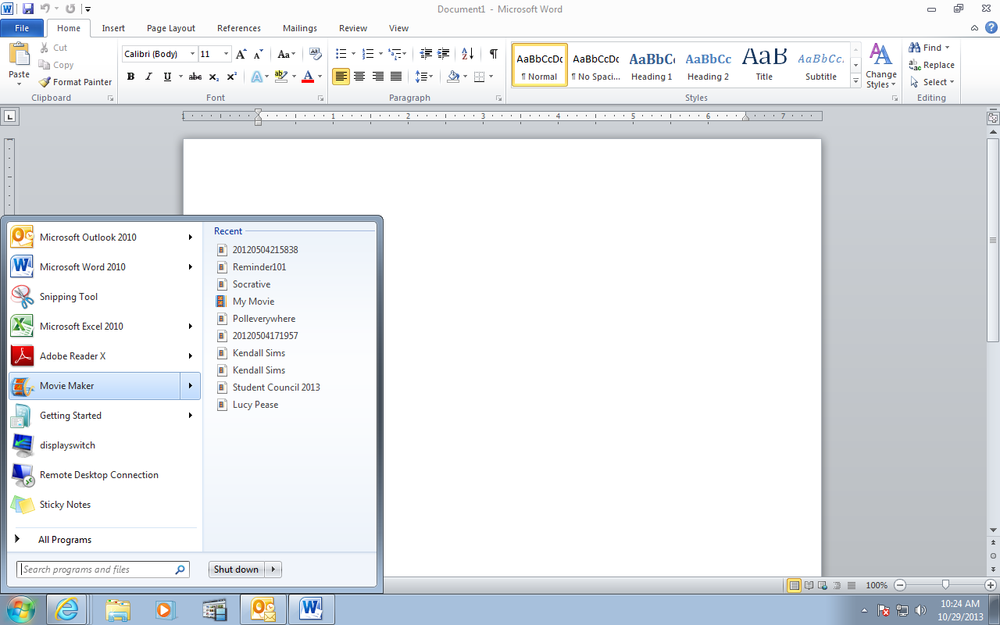 Document1 - Microsoft Word
File Home Insert Page Layout References Mailings Review View
Paste
Cut
Copy
Format Painter
Clipboard
Calibri (Body) 11
Aa
B I U abc X₂ X²
A ab A
Font
Paragraph
AaBbCcDc AaBbCcDc AaBbCc AaBbCc AaB AaBbCc.
¶ Normal ¶ No Spaci... Heading 1 Heading 2 Title Subtitle
Change Styles
Styles
Find
Replace
Select
Editing
1 1 2 3 4 5 6 7
Microsoft Outlook 2010
Microsoft Word 2010
Snipping Tool
Microsoft Excel 2010
Adobe Reader X
Movie Maker
Getting Started
displayswitch
Remote Desktop Connection
Sticky Notes
All Programs
Search programs and files
Recent
20120504215838
Reminder101
Socrative
My Movie
Polleverywhere
20120504171957
Kendall Sims
Kendall Sims
Student Council 2013
Lucy Pease
Shut down
100%
10:24 AM
10/29/2013